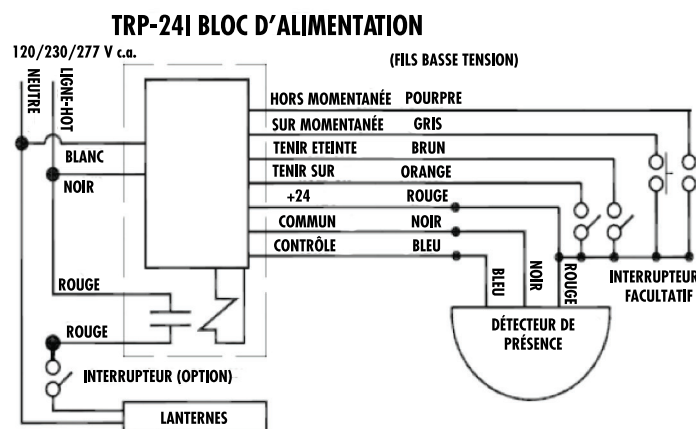 TRP-24I BLOC D'ALIMENTATION
120/230/277 V c.a.
(FILS BASSE TENSION)
NEUTRE
LIGNE-HOT
HORS MOMENTANÉE POURPRE
SUR MOMENTANÉE GRIS
BLANC
TENIR ETEINTE BRUN
TENIR SUR ORANGE
NOIR
+24 ROUGE
COMMUN NOIR
CONTRÔLE BLEU
BLEU
NOIR
ROUGE
INTERRUPTEUR
FACULTATIF
ROUGE
DÉTECTEUR DE
PRÉSENCE
ROUGE
INTERRUPTEUR (OPTION)
LANTERNES